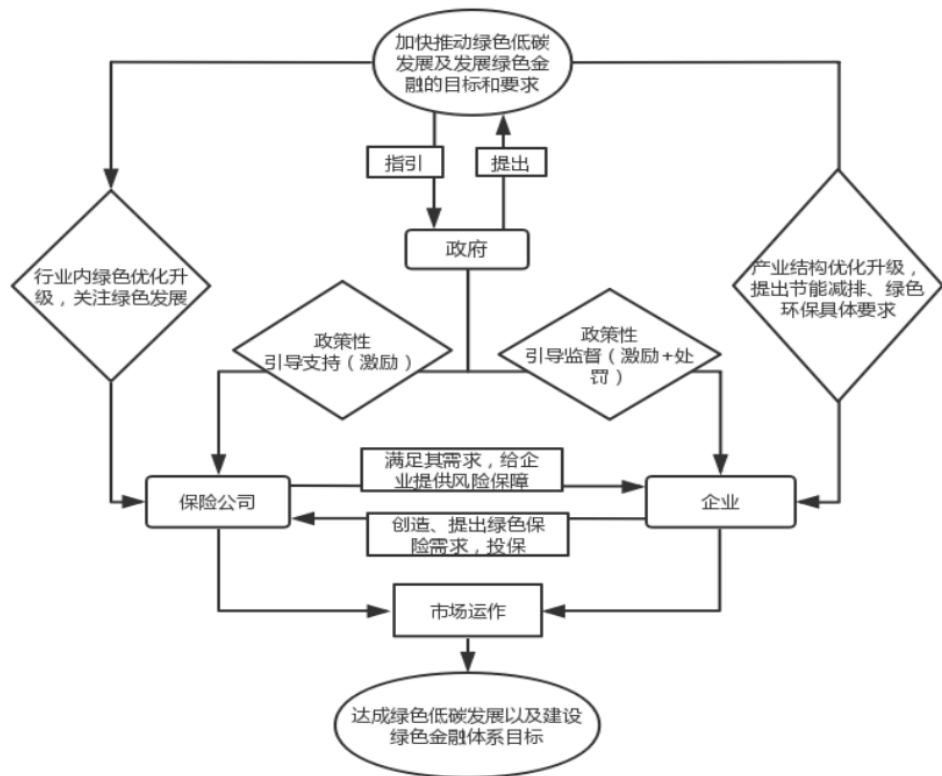 加快推动绿色低碳
发展及发展绿色金
融的目标和要求
指引
提出
政府
行业内绿色优化升
级，关注绿色发展
产业结构优化升级，
提出节能减排、绿色
环保具体要求
政策性
引导支持（激励）
政策性
引导监督（激励+处
罚）
满足其需求，给企
业提供风险保障
保险公司
企业
创造、提出绿色保
险需求，投保
市场运作
达成绿色低碳发展以及建设
绿色金融体系目标